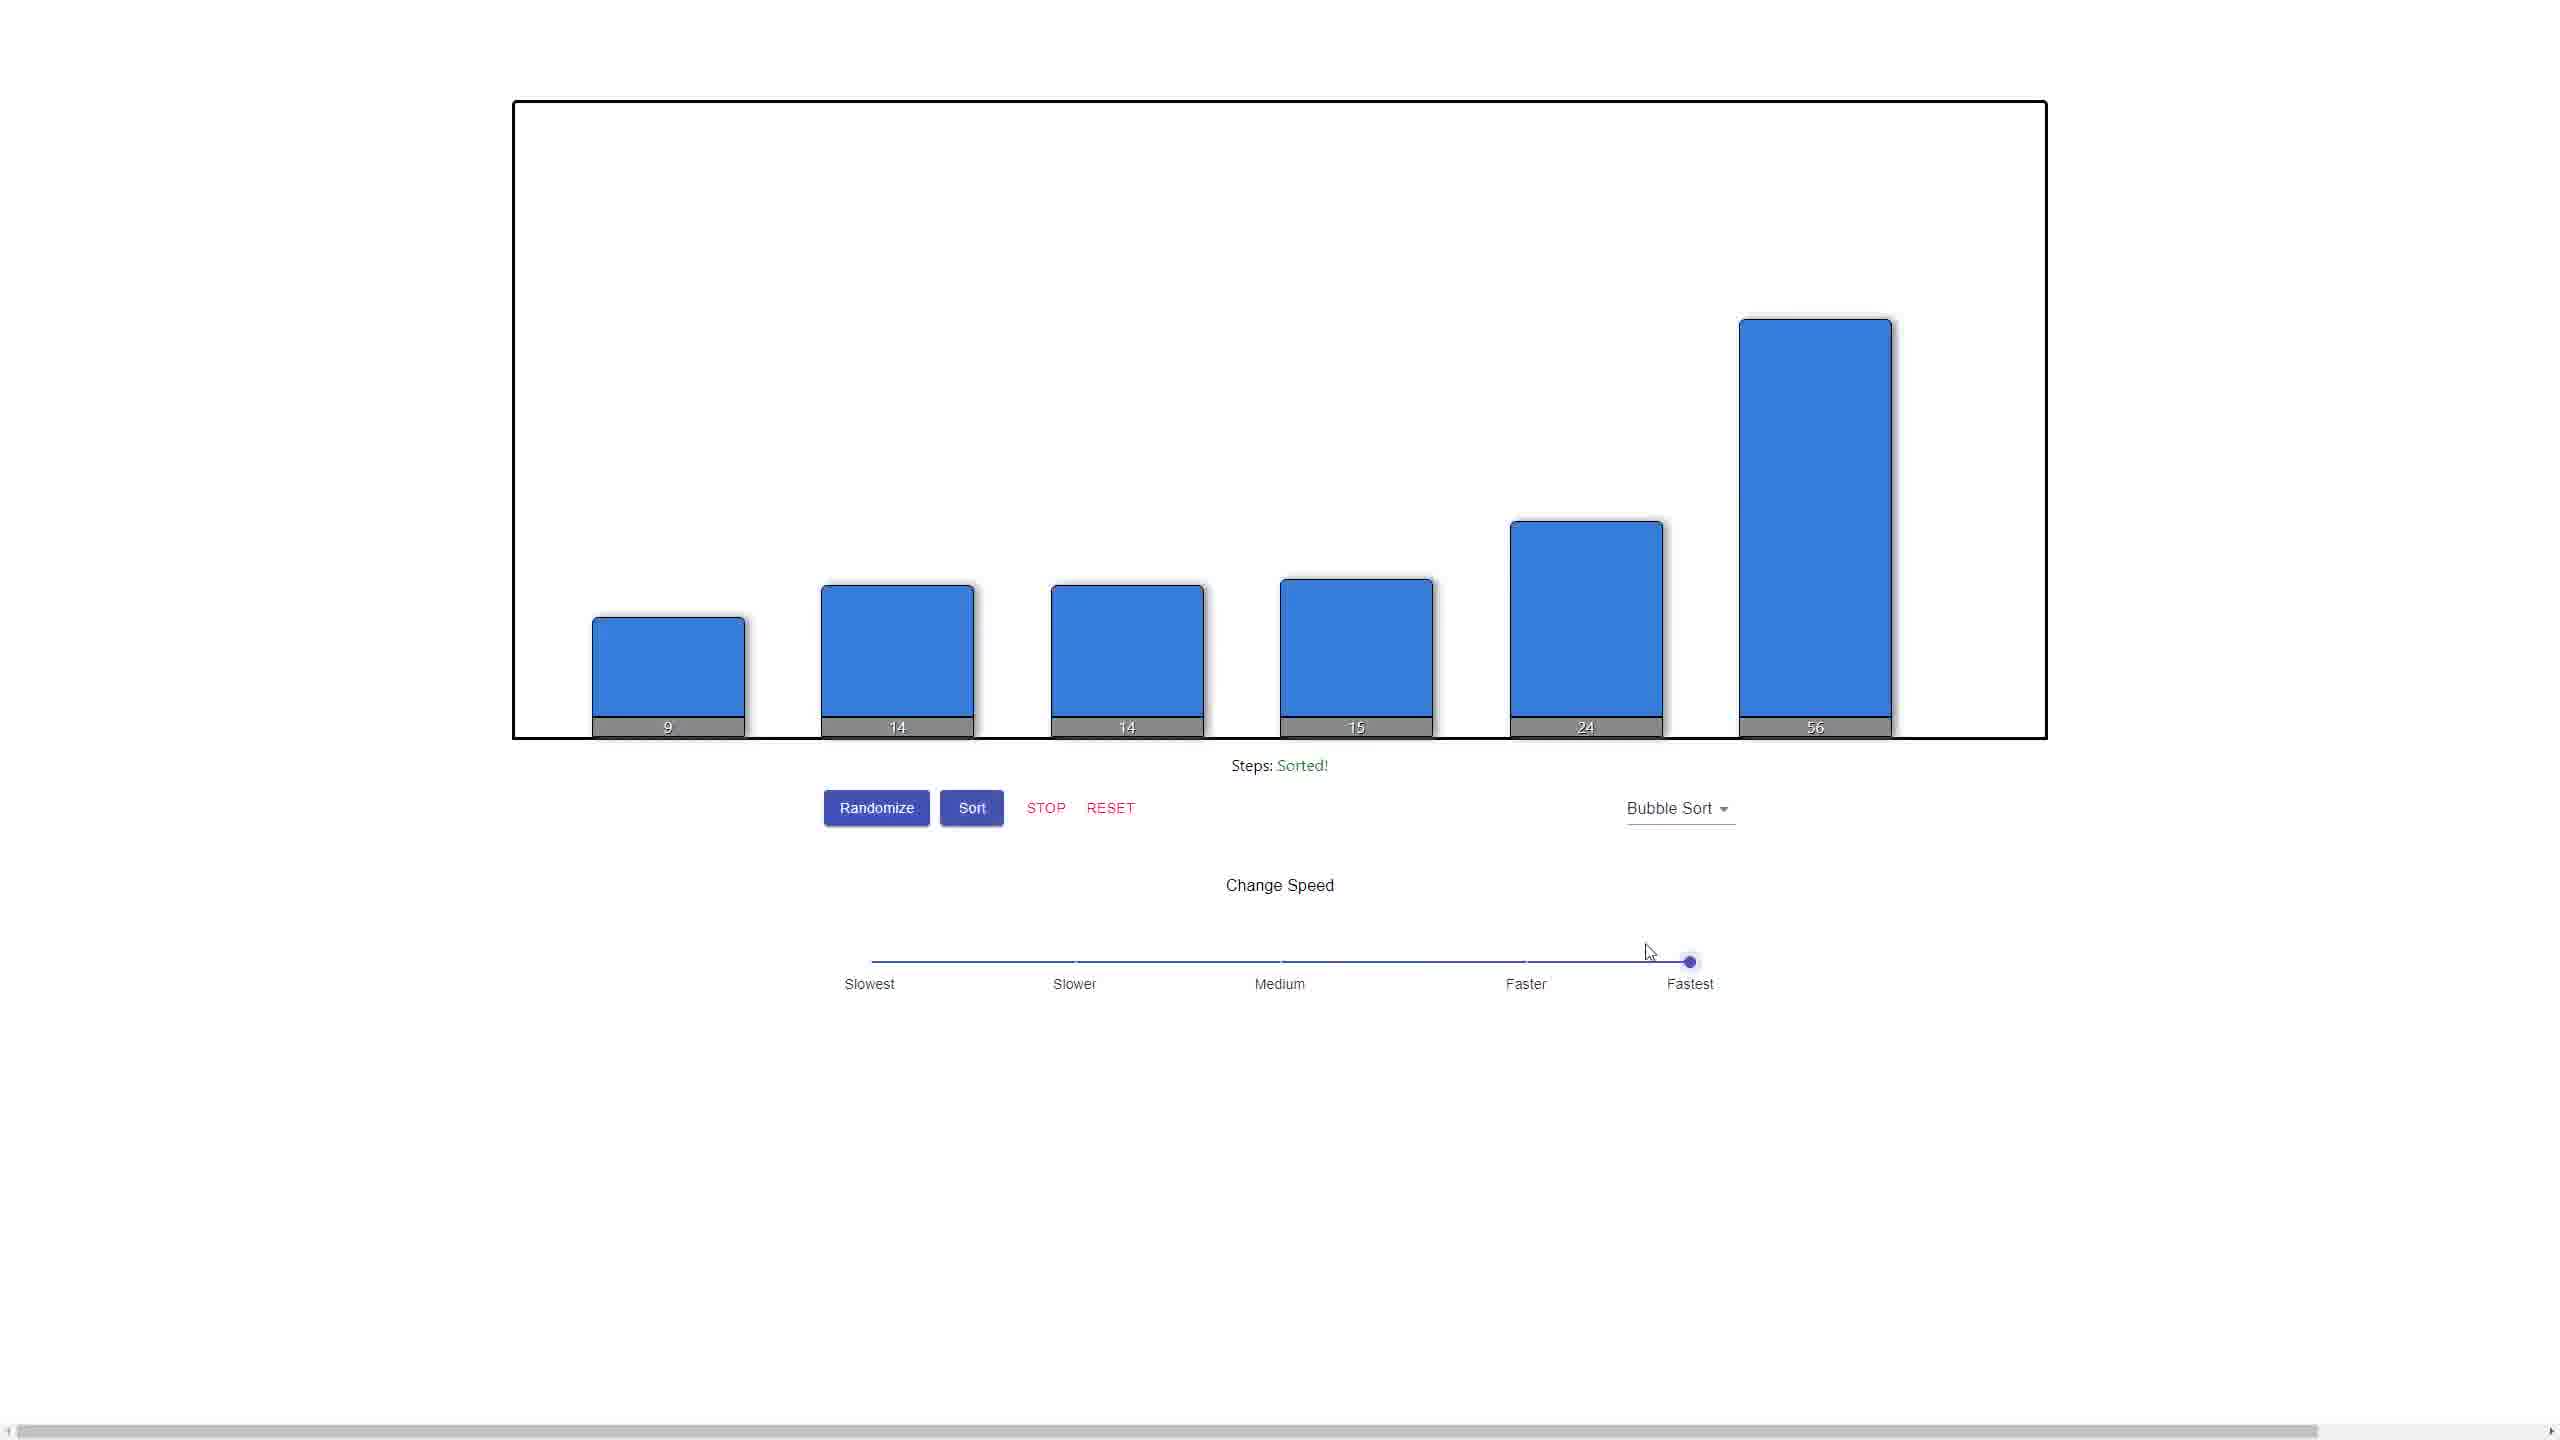 9 14 14 15 24 56
Steps: Sorted!
Randomize Sort STOP RESET Bubble Sort
Change Speed
Slowest Slower Medium Faster Fastest